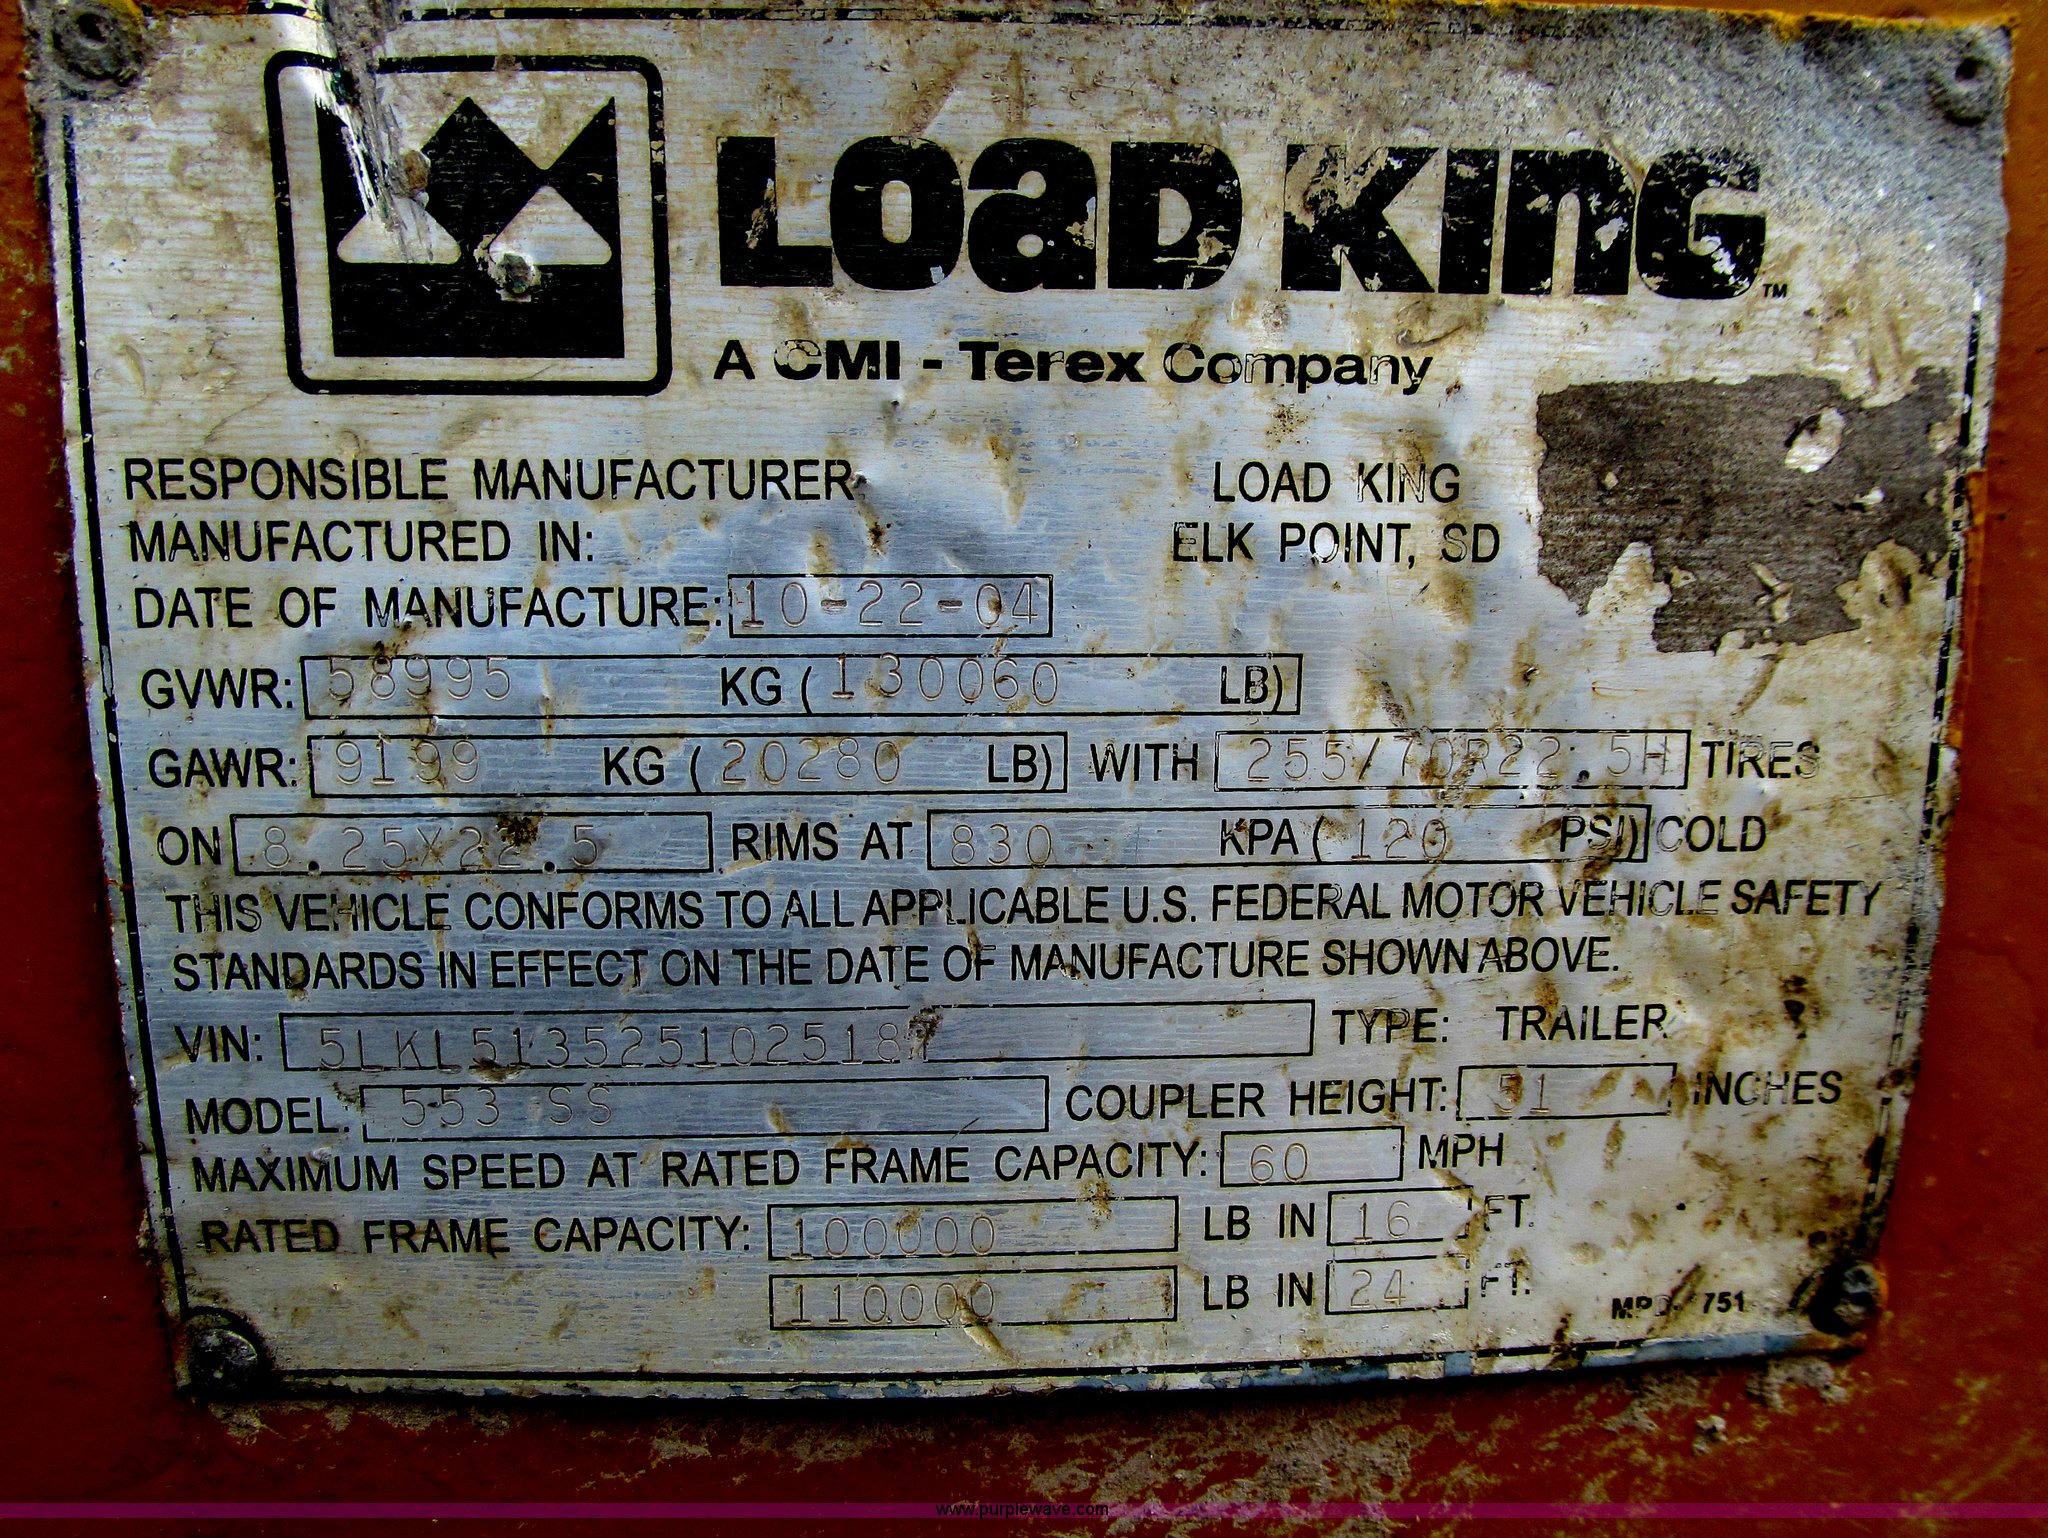 LOAD KING™
A CMI - Terex Company
RESPONSIBLE MANUFACTURER LOAD KING
MANUFACTURED IN: ELK POINT, SD
DATE OF MANUFACTURE: 10-22-04
GVWR: 58995 KG ( 130060 LB)
GAWR: 9199 KG ( 20280 LB) WITH 255/70R22.5H TIRES
ON 8.25X22.5 RIMS AT 830 KPA ( 120 PSI) COLD
THIS VEHICLE CONFORMS TO ALL APPLICABLE U.S. FEDERAL MOTOR VEHICLE SAFETY
STANDARDS IN EFFECT ON THE DATE OF MANUFACTURE SHOWN ABOVE.
VIN: TYPE: TRAILER
MODEL: 553 SS COUPLER HEIGHT: 51 INCHES
MAXIMUM SPEED AT RATED FRAME CAPACITY: 60 MPH
RATED FRAME CAPACITY: 100000 LB IN 16 FT.
110000 LB IN 24 FT.
www.purplewave.com